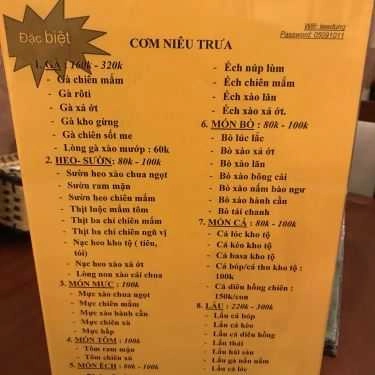 Đặc biệt
Wifi: teedung
Password: 05091011
CƠM NIÊU TRƯA
1. GÀ : 160k - 320k
- Gà chiên mắm
- Gà rôti
- Gà xả ớt
- Gà kho gừng
- Gà chiên sốt me
- Lòng gà xào mướp : 60k
2. HEO- SƯỜN: 80k - 100k
- Sườn heo xào chua ngọt
- Sườn ram mặn
- Sườn heo chiên mắm
- Thịt luộc mắm tôm
- Thịt ba chỉ chiên mắm
- Thịt ba chỉ chiên ngũ vị
- Nạc heo kho tộ ( tiêu,
tỏi)
- Nạc heo xào xả ớt
- Lòng non xào cải chua
3. MÓN MỰC : 100k
- Mực xào chua ngọt
- Mực chiên mắm
- Mực xào hành cần
- Mực chiên xù
- Mực hấp
4. MÓN TÔM : 100k
- Tôm ram mặn
- Tôm chiên xù
5. MÓN ẾCH : 80k - 100k
- Ếch núp lùm
- Ếch chiên mắm
- Ếch xào lăn
- Ếch xào xả ớt.
6. MÓN BÒ : 80k - 100k
- Bò lúc lắc
- Bò xào xả ớt
- Bò xào lăn
- Bò xào bông cải
- Bò xào nấm bào ngư
- Bò xào hành cần
- Bò tái chanh
7. MÓN CÁ : 80k - 100k
- Cá lóc kho tộ
- Cá kèo kho tộ
- Cá basa kho tộ
- Cá bóp/cá thu kho tộ :
100k
- Cá diêu hồng chiên :
150k/con
8. LẨU : 220k - 300k
- Lẩu cá bóp
- Lẩu cá kèo
- Lẩu cá diêu hồng
- Lẩu thái
- Lẩu hải sản
- Lẩu gà nấu nấm
- Lẩu cá lóc